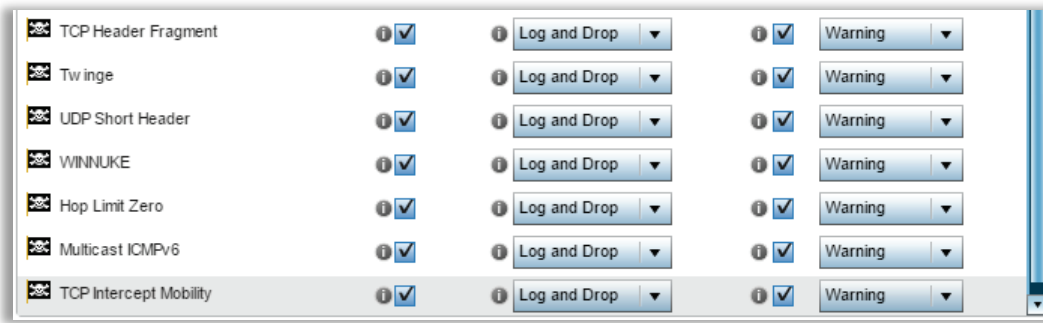 TCP Header Fragment Log and Drop Warning
Twinge Log and Drop Warning
UDP Short Header Log and Drop Warning
WINNUKE Log and Drop Warning
Hop Limit Zero Log and Drop Warning
Multicast ICMPv6 Log and Drop Warning
TCP Intercept Mobility Log and Drop Warning